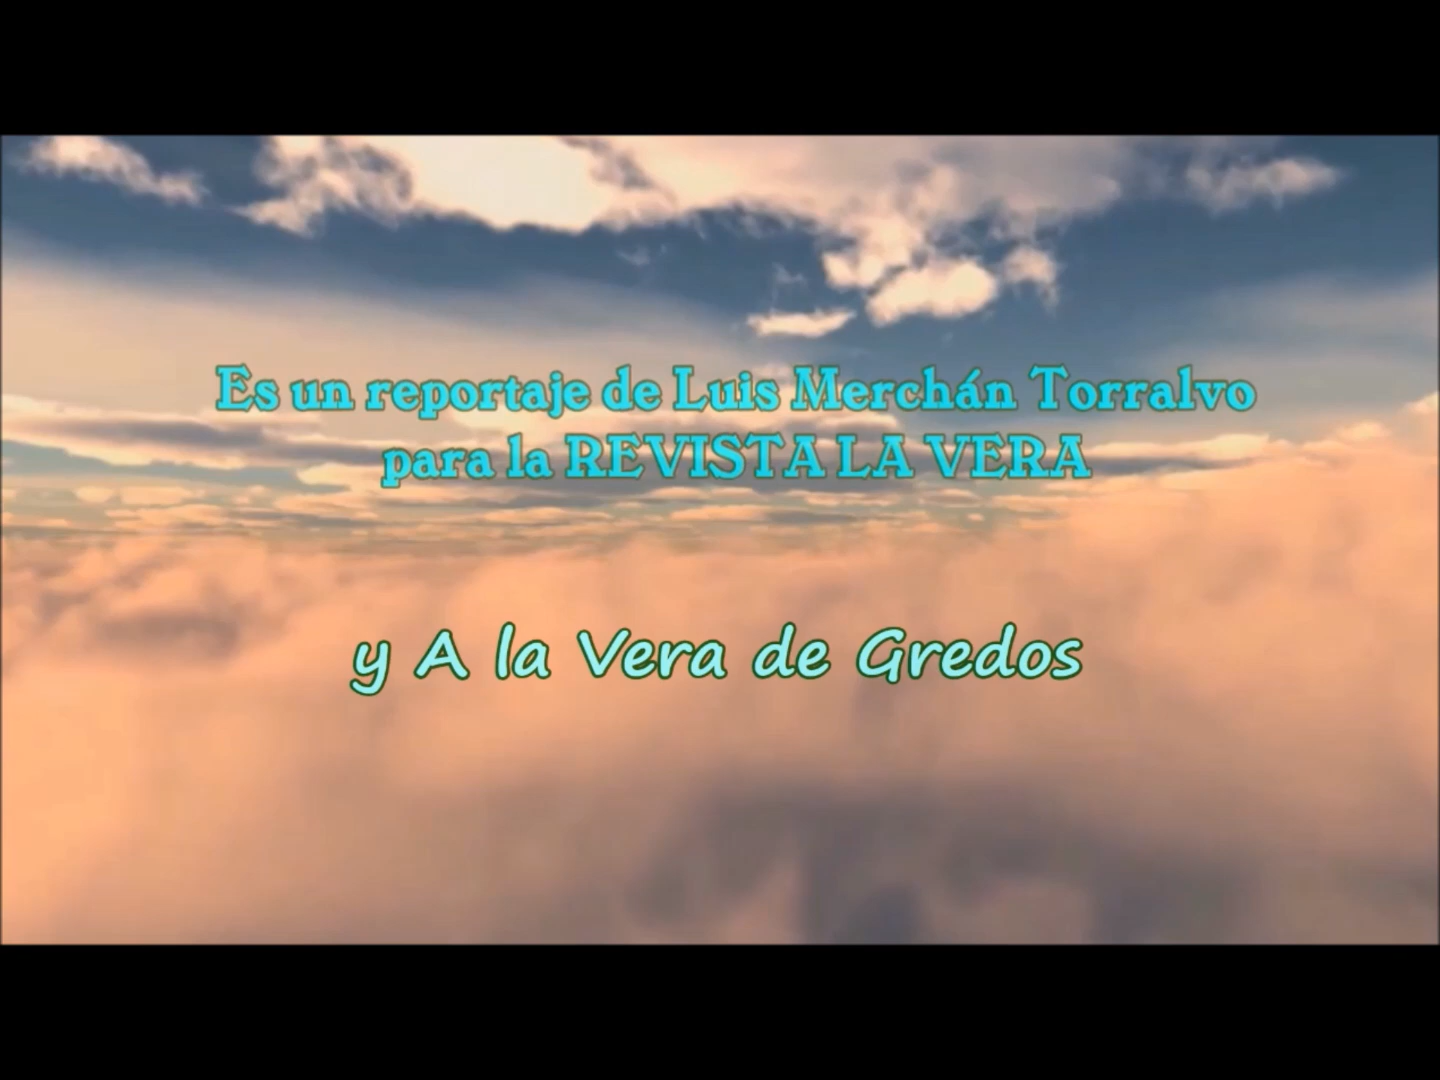 Es un reportaje de Luis Merchán Torralvo
para la REVISTA LA VERA
y A la Vera de Gredos